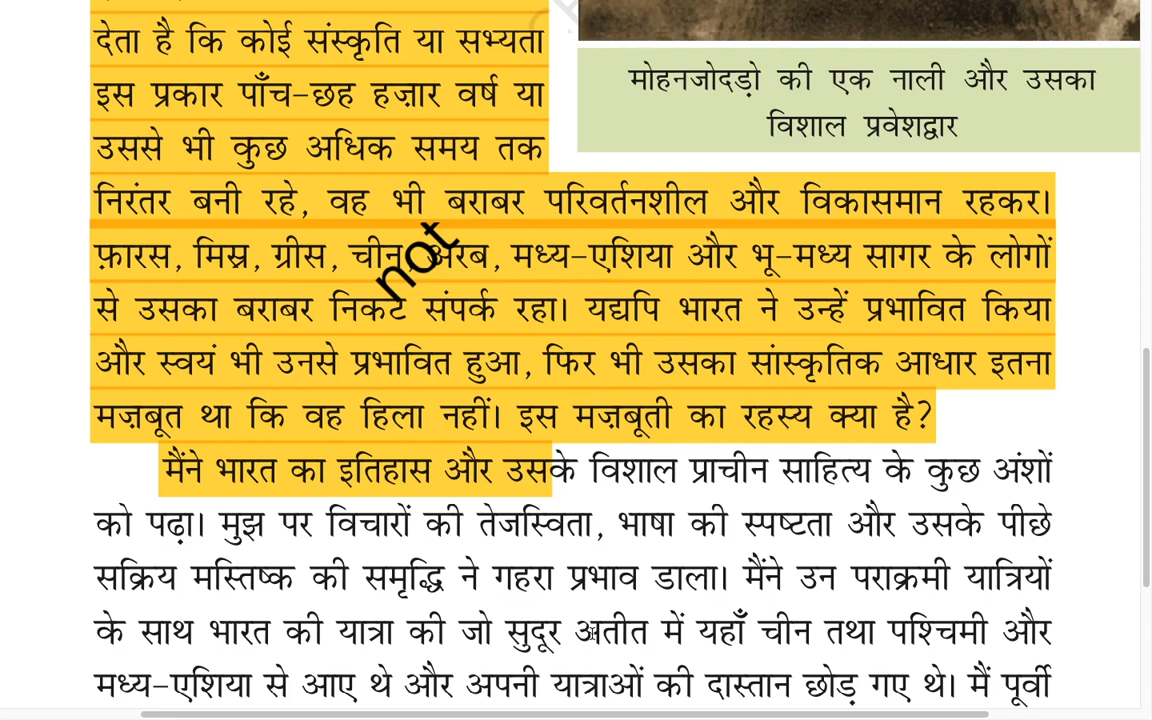 देता है कि कोई संस्कृति या सभ्यता
इस प्रकार पाँच-छह हज़ार वर्ष या
उससे भी कुछ अधिक समय तक
मोहनजोदड़ो की एक नाली और उसका
विशाल प्रवेशद्वार
निरंतर बनी रहे, वह भी बराबर परिवर्तनशील और विकासमान रहकर।
फ़ारस, मिस्र, ग्रीस, चीन, अरब, मध्य-एशिया और भू-मध्य सागर के लोगों
not
से उसका बराबर निकट संपर्क रहा। यद्यपि भारत ने उन्हें प्रभावित किया
और स्वयं भी उनसे प्रभावित हुआ, फिर भी उसका सांस्कृतिक आधार इतना
मज़बूत था कि वह हिला नहीं। इस मज़बूती का रहस्य क्या है?
मैंने भारत का इतिहास और उसके विशाल प्राचीन साहित्य के कुछ अंशों
को पढ़ा। मुझ पर विचारों की तेजस्विता, भाषा की स्पष्टता और उसके पीछे
सक्रिय मस्तिष्क की समृद्धि ने गहरा प्रभाव डाला। मैंने उन पराक्रमी यात्रियों
के साथ भारत की यात्रा की जो सुदूर अतीत में यहाँ चीन तथा पश्चिमी और
मध्य-एशिया से आए थे और अपनी यात्राओं की दास्तान छोड़ गए थे। मैं पूर्वी